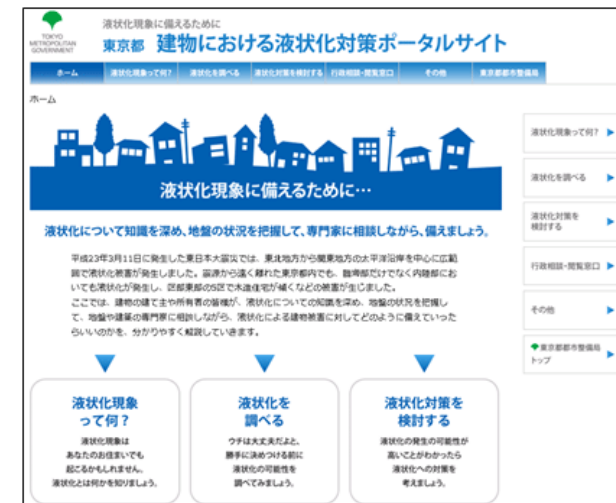 TOKYO
METROPOLITAN
GOVERNMENT
液状化現象に備えるために
東京都 建物における液状化対策ポータルサイト
ホーム 液状化現象って何? 液状化を調べる 液状化対策を検討する 行政相談・閲覧窓口 その他 東京都都市整備局
ホーム
液状化現象に備えるために…
液状化について知識を深め、地盤の状況を把握して、専門家に相談しながら、備えましょう。
平成23年3月11日に発生した東日本大震災では、東北地方から関東地方の太平洋沿岸を中心に広範
囲で液状化被害が発生しました。震源から遠く離れた東京都内でも、臨海部だけでなく内陸部にお
いても液状化が発生し、区部東部の5区で木造住宅が傾くなどの被害が生じました。
ここでは、建物の建て主や所有者の皆様が、液状化についての知識を深め、地盤の状況を把握し
て、地盤や建築の専門家に相談しながら、液状化による建物被害に対してどのように備えていった
らいいのかを、分かりやすく解説していきます。
液状化現象
って何?
液状化現象は
あなたのお住まいでも
起こるかもしれません。
液状化とは何かを知りましょう。
液状化を
調べる
ウチは大丈夫だよと、
勝手に決めつける前に
液状化の可能性を
調べてみましょう。
液状化対策を
検討する
液状化の発生の可能性が
高いことがわかったら
液状化への対策を
考えましょう。
液状化現象って何?
液状化を調べる
液状化対策を
検討する
行政相談・閲覧窓口
その他
東京都都市整備局
トップ